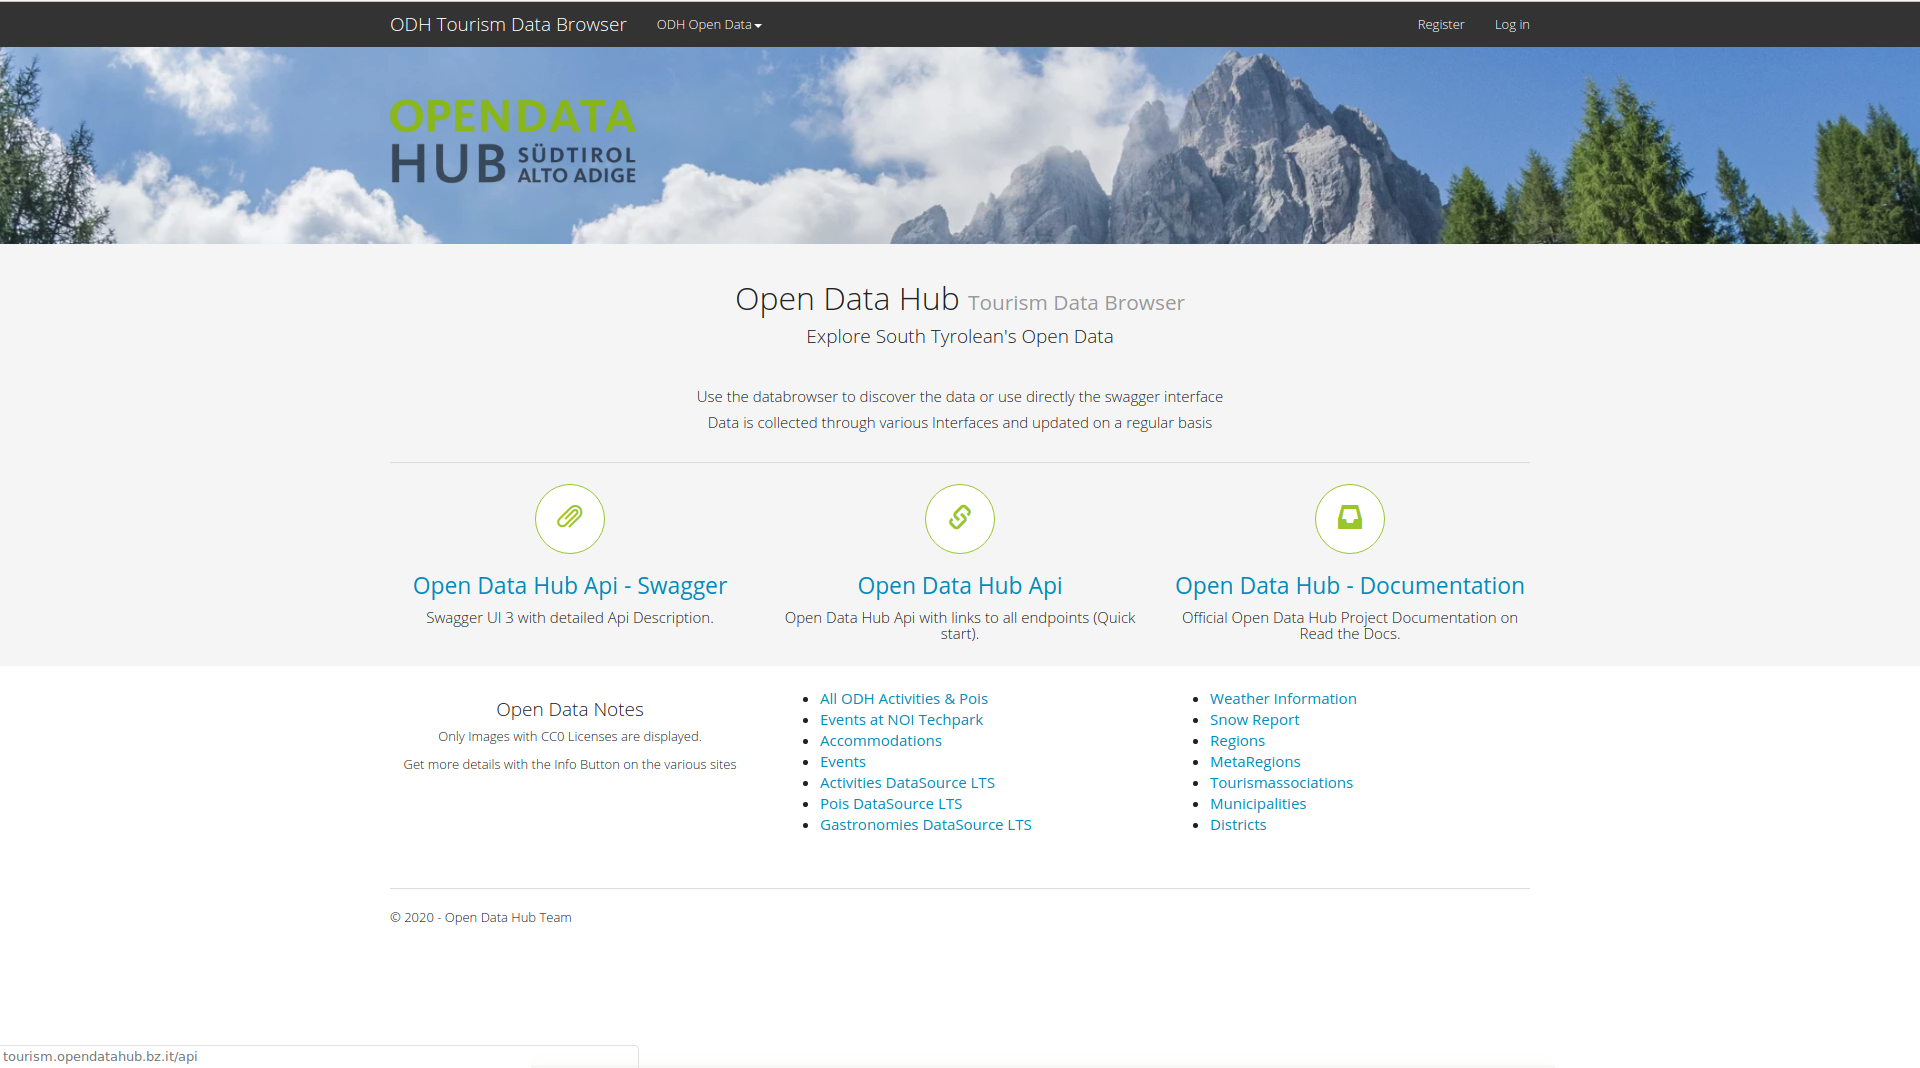 ODH Tourism Data Browser
ODH Open Data
Register
Log in
OPENDATA
HUB SÜDTIROL
ALTO ADIGE
Open Data Hub Tourism Data Browser
Explore South Tyrolean's Open Data
Use the databrowser to discover the data or use directly the swagger interface
Data is collected through various Interfaces and updated on a regular basis
Open Data Hub Api - Swagger
Swagger UI 3 with detailed Api Description.
Open Data Hub Api
Open Data Hub Api with links to all endpoints (Quick
start).
Open Data Hub - Documentation
Official Open Data Hub Project Documentation on
Read the Docs.
Open Data Notes
Only Images with CC0 Licenses are displayed.
Get more details with the Info Button on the various sites
All ODH Activities & Pois
Events at NOI Techpark
Accommodations
Events
Activities DataSource LTS
Pois DataSource LTS
Gastronomies DataSource LTS
Weather Information
Snow Report
Regions
MetaRegions
Tourismassociations
Municipalities
Districts
© 2020 - Open Data Hub Team
tourism.opendatahub.bz.it/api